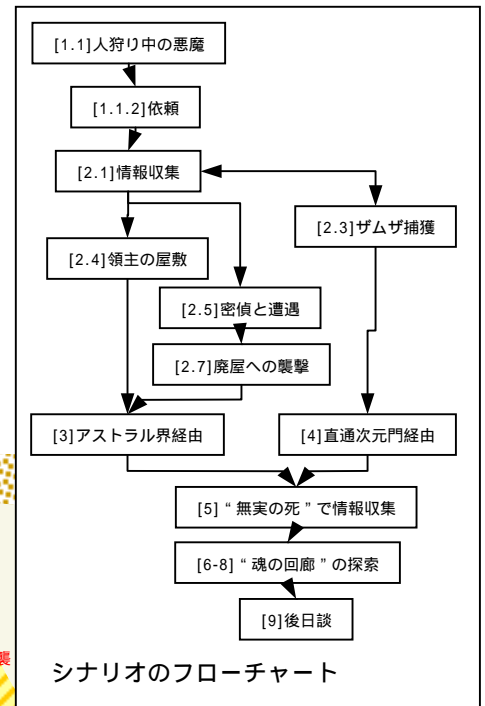 [1.1]人狩り中の悪魔
[1.1.2]依頼
[2.1]情報収集
[2.3]ザムザ捕獲
[2.4]領主の屋敷
[2.5]密偵と遭遇
[2.7]廃屋への襲撃
[3]アストラル界経由
[4]直通次元門経由
[5] “ 無実の死 ” で情報収集
[6-8] “ 魂の回廊 ” の探索
[9]後日談
襲
シナリオのフローチャート